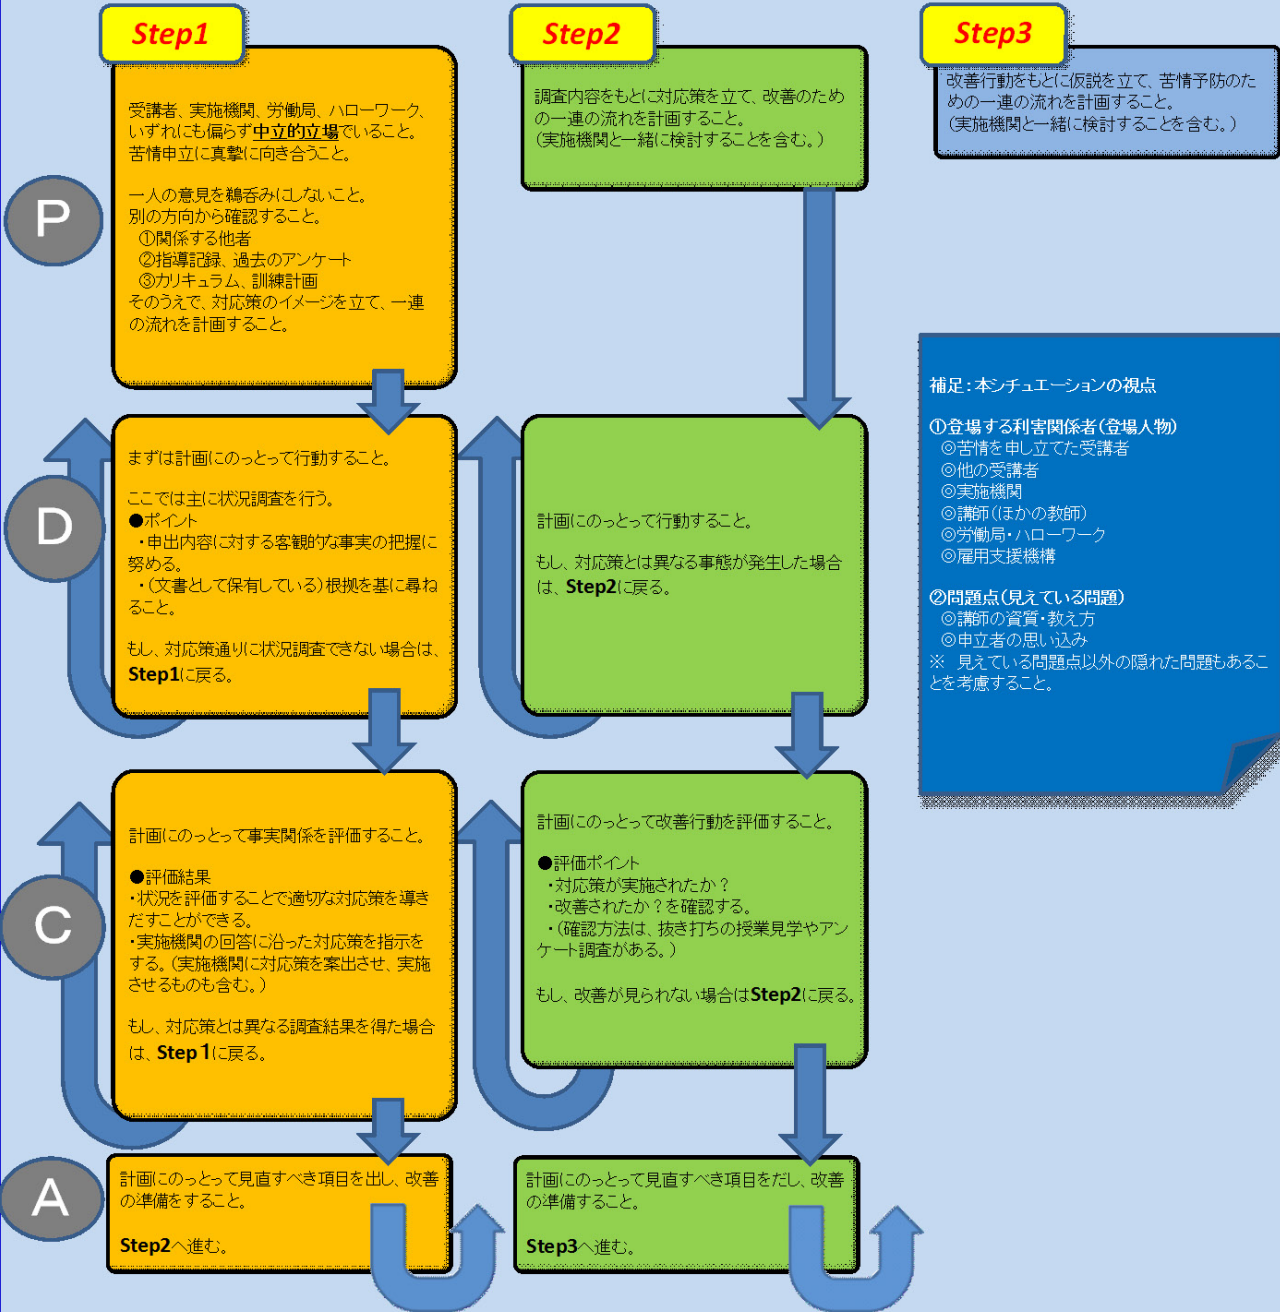 Step1
受講者、実施機関、労働局、ハローワーク、
いずれにも偏らず中立的立場でいること。
苦情申立に真摯に向き合うこと。
一人の意見を鵜呑みにしないこと。
別の方向から確認すること。
①関係する他者
②指導記録、過去のアンケート
③カリキュラム、訓練計画
そのうえで、対応策のイメージを立て、一連
の流れを計画すること。
Step2
調査内容をもとに対応策を立て、改善のため
の一連の流れを計画すること。
(実施機関と一緒に検討することを含む。)
Step3
改善行動をもとに仮説を立て、苦情予防のた
めの一連の流れを計画すること。
(実施機関と一緒に検討することを含む。)
P
補足：本シチュエーションの視点
①登場する利害関係者(登場人物)
◎苦情を申し立てた受講者
◎他の受講者
◎実施機関
◎講師(ほかの教師)
◎労働局・ハローワーク
◎雇用支援機構
②問題点(見えている問題)
◎講師の資質・教え方
◎申立者の思い込み
※ 見えている問題点以外の隠れた問題もあるこ
とを考慮すること。
D
まずは計画にのっとって行動すること。
ここでは主に状況調査を行う。
●ポイント
・申出内容に対する客観的な事実の把握に
努める。
・(文書として保有している)根拠を基に尋ね
ること。
もし、対応策通りに状況調査できない場合は、
Step1に戻る。
計画にのっとって行動すること。
もし、対応策とは異なる事態が発生した場合
は、Step2に戻る。
C
計画にのっとって事実関係を評価すること。
●評価結果
・状況を評価することで適切な対応策を導き
だすことができる。
・実施機関の回答に沿った対応策を指示を
する。(実施機関に対応策を案出させ、実施
させるものも含む。)
もし、対応策とは異なる調査結果を得た場合
は、Step１に戻る。
計画にのっとって改善行動を評価すること。
●評価ポイント
・対応策が実施されたか？
・改善されたか？を確認する。
・(確認方法は、抜き打ちの授業見学やアン
ケート調査がある。)
もし、改善が見られない場合はStep2に戻る。
A
計画にのっとって見直すべき項目を出し、改善
の準備をすること。
Step2へ進む。
計画にのっとって見直すべき項目をだし、改善
の準備すること。
Step3へ進む。